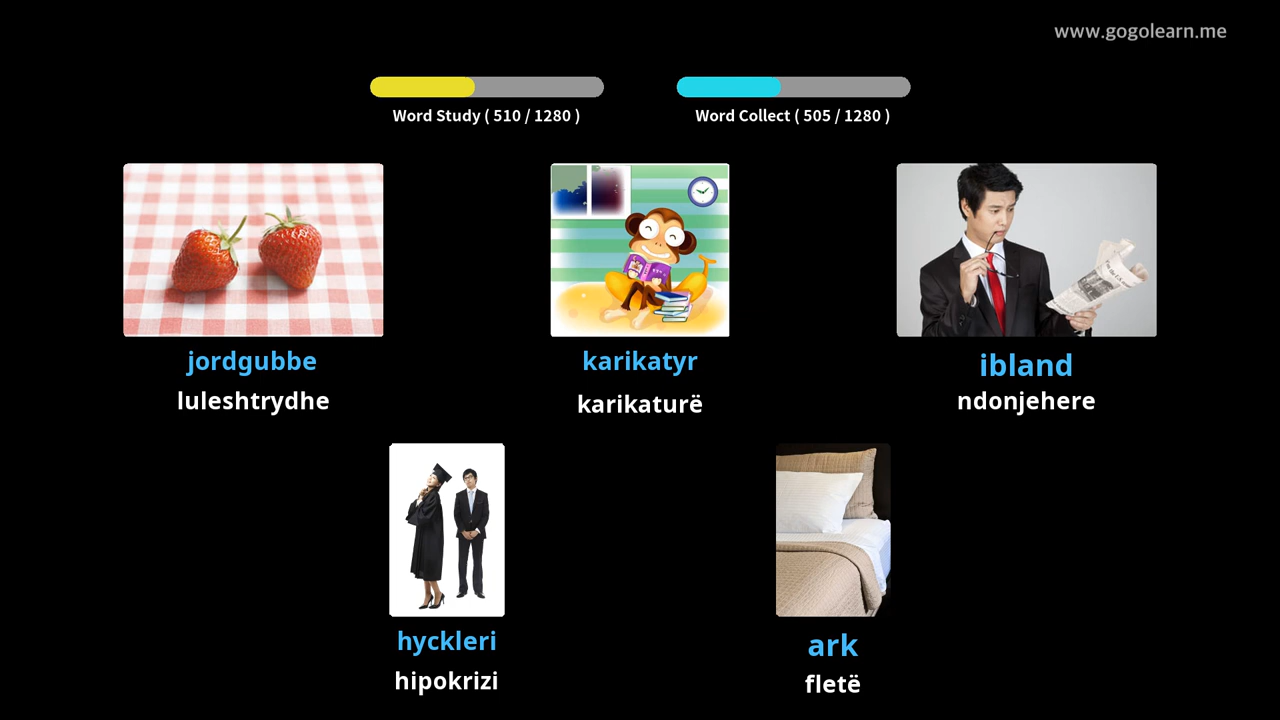 www.gogolearn.me
Word Study ( 510 / 1280 )
Word Collect ( 505 / 1280 )
jordgubbe
luleshtrydhe
karikatyr
karikaturë
ibland
ndonjehere
hyckleri
hipokrizi
ark
fletë